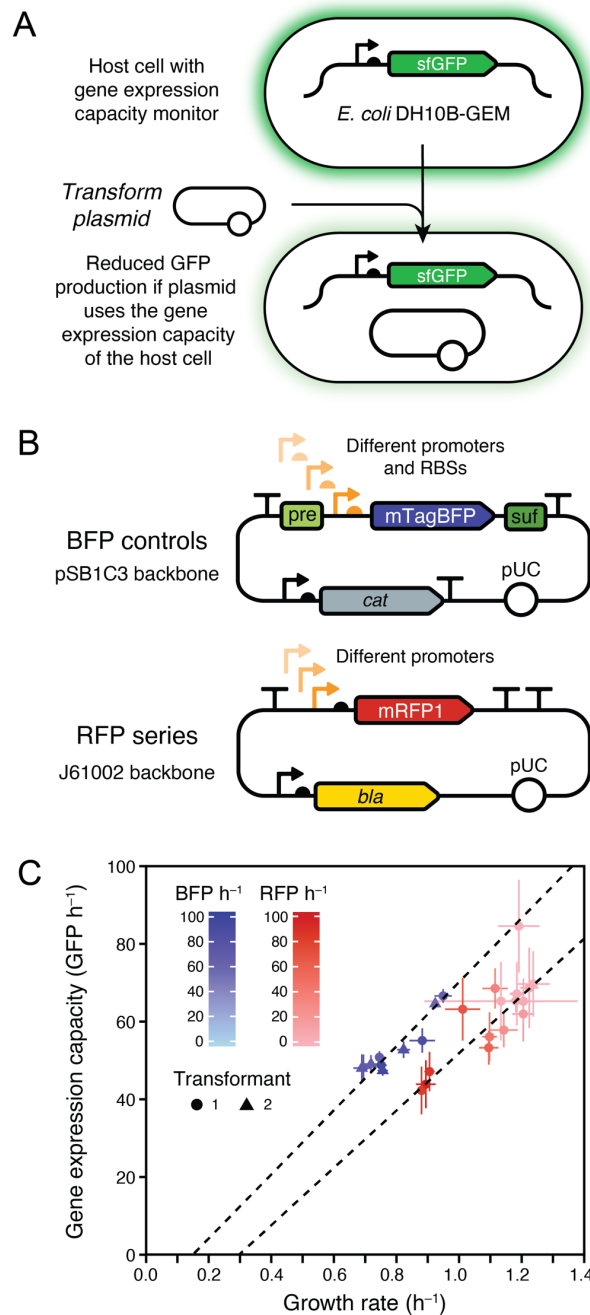 A
Host cell with
gene expression
capacity monitor
sfGFP
E. coli DH10B-GEM
Transform
plasmid
Reduced GFP
production if plasmid
uses the gene
expression capacity
of the host cell
sfGFP
B
Different promoters
and RBSs
pre
mTagBFP
suf
BFP controls
pSB1C3 backbone
cat
pUC
Different promoters
mRFP1
RFP series
J61002 backbone
bla
pUC
C
Gene expression capacity (GFP h⁻¹)
100
80
60
40
20
0
BFP h⁻¹
100
80
60
40
20
0
RFP h⁻¹
100
80
60
40
20
0
Transformant
1 2
0.0 0.2 0.4 0.6 0.8 1.0 1.2 1.4
Growth rate (h⁻¹)